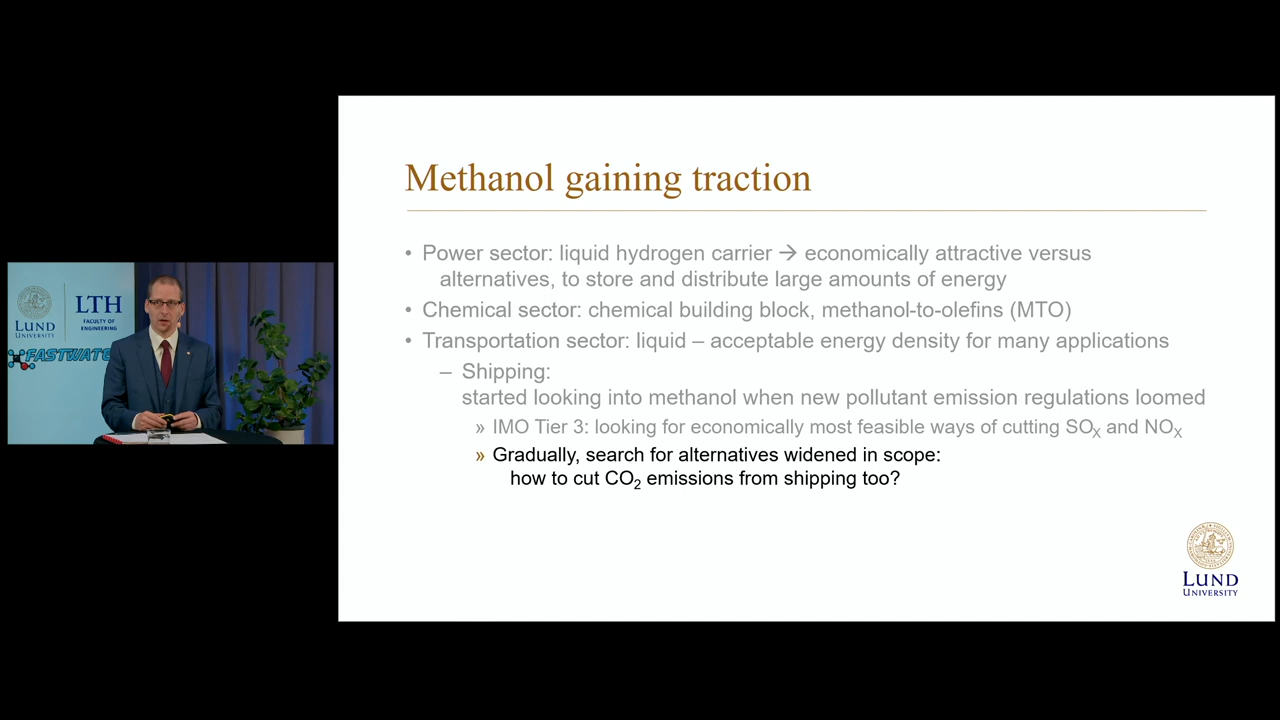 Methanol gaining traction
• Power sector: liquid hydrogen carrier → economically attractive versus
alternatives, to store and distribute large amounts of energy
• Chemical sector: chemical building block, methanol-to-olefins (MTO)
• Transportation sector: liquid – acceptable energy density for many applications
– Shipping:
started looking into methanol when new pollutant emission regulations loomed
» IMO Tier 3: looking for economically most feasible ways of cutting SOX and NOX
» Gradually, search for alternatives widened in scope:
how to cut CO2 emissions from shipping too?
LUND
UNIVERSITY
LUND
UNIVERSITY
LTH
FACULTY OF
ENGINEERING
FASTWATE